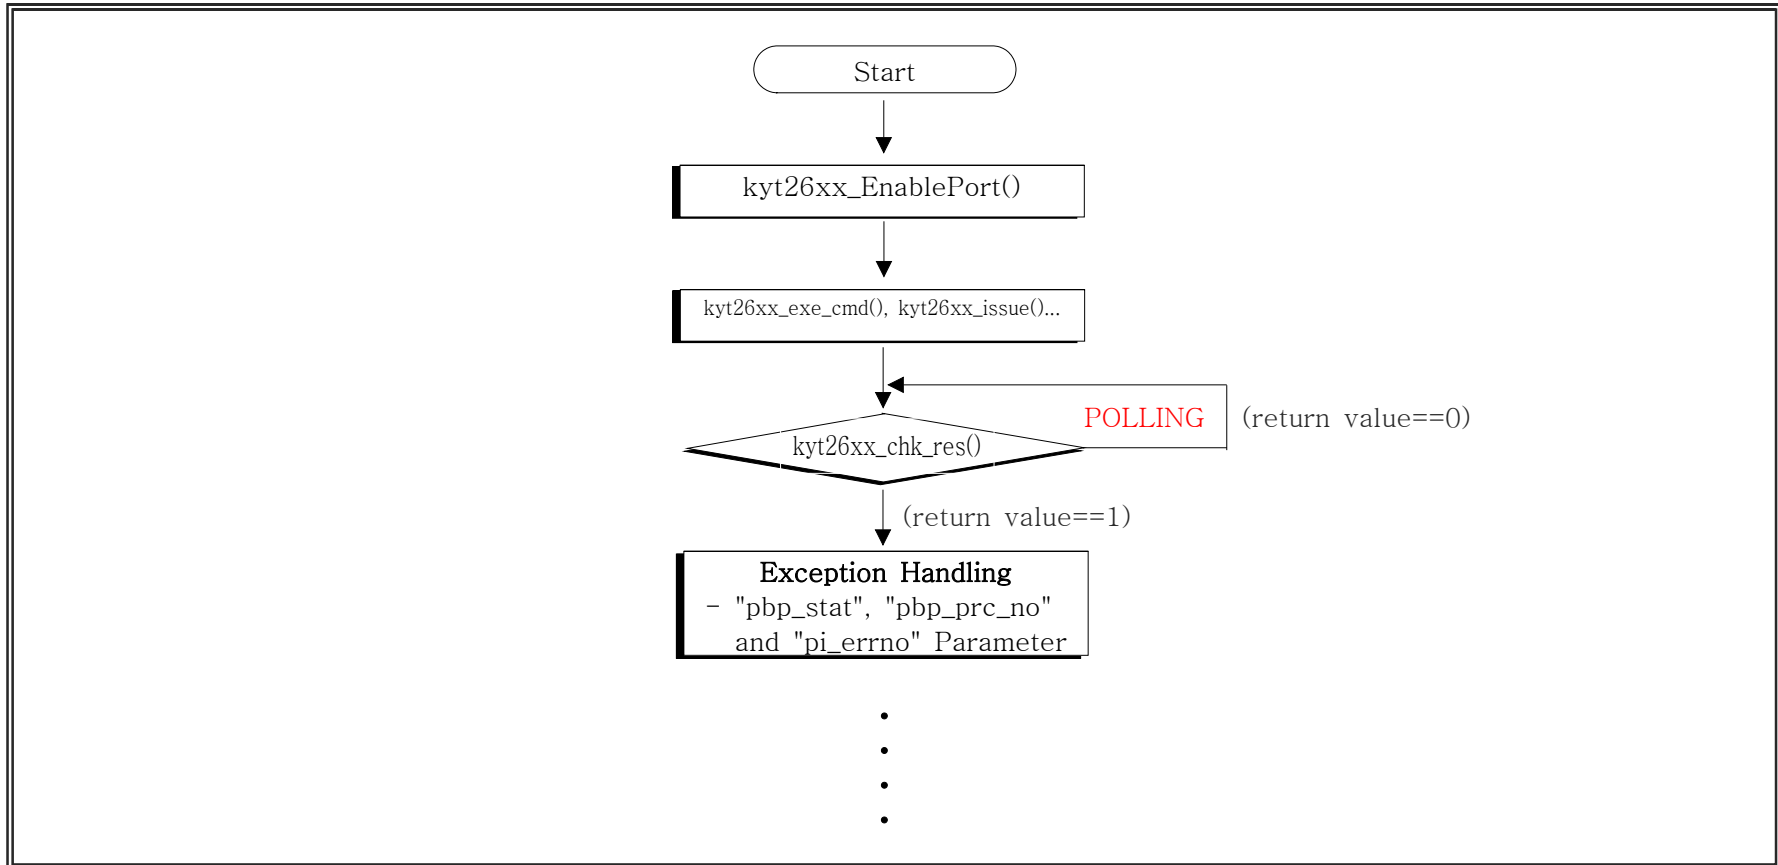 Start
kyt26xx_EnablePort()
kyt26xx_exe_cmd(), kyt26xx_issue()...
POLLING (return value==0)
kyt26xx_chk_res()
(return value==1)
Exception Handling
- "pbp_stat", "pbp_prc_no"
and "pi_errno" Parameter